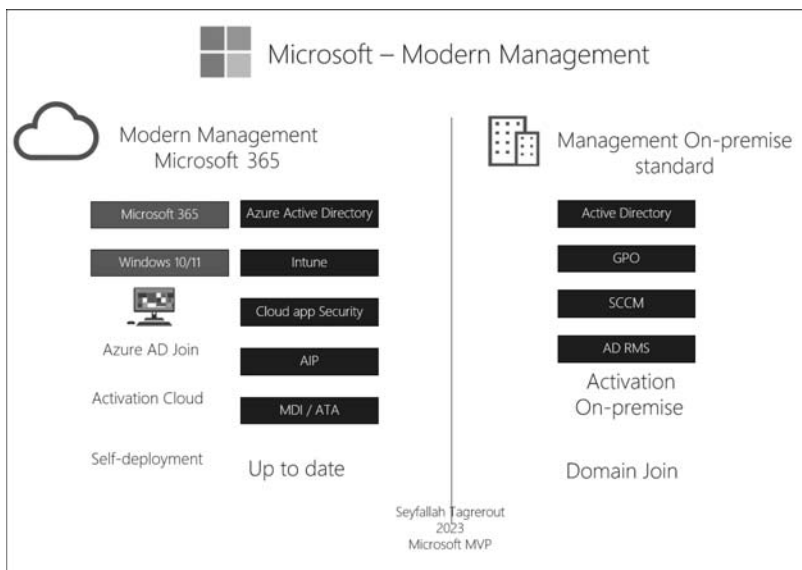 Microsoft – Modern Management
Modern Management
Microsoft 365
Microsoft 365
Azure Active Directory
Windows 10/11
Intune
Cloud app Security
Azure AD Join
AIP
Activation Cloud
MDI / ATA
Self-deployment
Up to date
Management On-premise
standard
Active Directory
GPO
SCCM
AD RMS
Activation
On-premise
Domain Join
Seyfallah Tagrerout
2023
Microsoft MVP